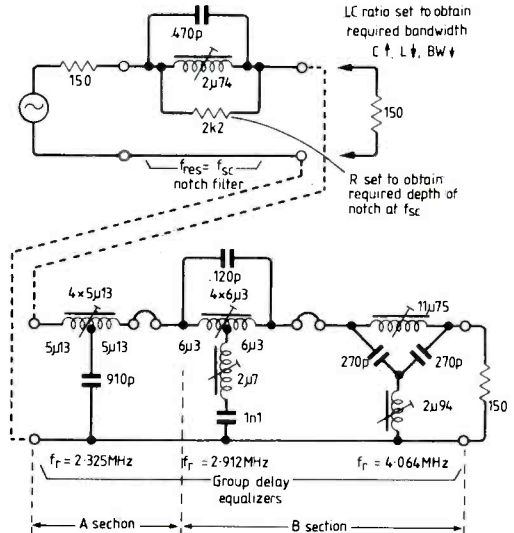 .470p
LC ratio set to obtain
required bandwidth
C ↑, L ↓, BW ↓
150
2µ74
2k2
150
fres = fsc
notch filter
R set to obtain
required depth of
notch at fsc
.120p
4×5µ13
4×6µ3
11µ75
5µ13
5µ13
6µ3
6µ3
270p
270p
910p
2µ7
1n1
2µ94
150
fr = 2·325MHz
fr = 2·912MHz
fr = 4·064MHz
Group delay
equalizers
A section
B section